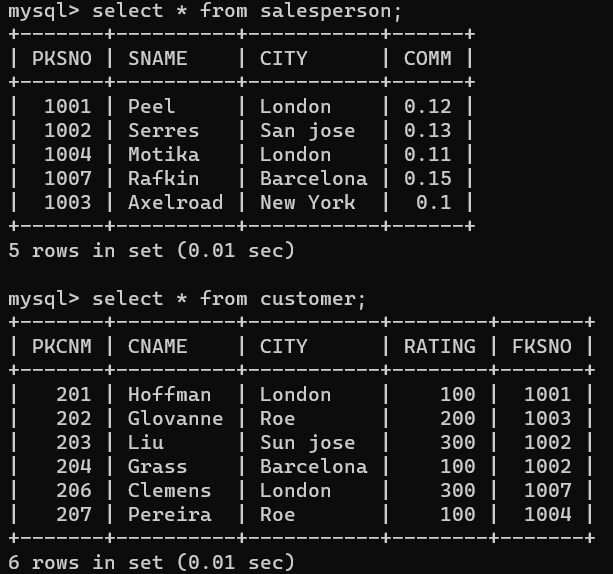 mysql> select * from salesperson;
+-------+----------+-----------+------+
| PKSNO | SNAME    | CITY      | COMM |
+-------+----------+-----------+------+
|  1001 | Peel     | London    | 0.12 |
|  1002 | Serres   | San jose  | 0.13 |
|  1004 | Motika   | London    | 0.11 |
|  1007 | Rafkin   | Barcelona | 0.15 |
|  1003 | Axelroad | New York  |  0.1 |
+-------+----------+-----------+------+
5 rows in set (0.01 sec)

mysql> select * from customer;
+-------+----------+-----------+--------+-------+
| PKCNM | CNAME    | CITY      | RATING | FKSNO |
+-------+----------+-----------+--------+-------+
|   201 | Hoffman  | London    |    100 |  1001 |
|   202 | Glovanne | Roe       |    200 |  1003 |
|   203 | Liu      | Sun jose  |    300 |  1002 |
|   204 | Grass    | Barcelona |    100 |  1002 |
|   206 | Clemens  | London    |    300 |  1007 |
|   207 | Pereira  | Roe       |    100 |  1004 |
+-------+----------+-----------+--------+-------+
6 rows in set (0.01 sec)